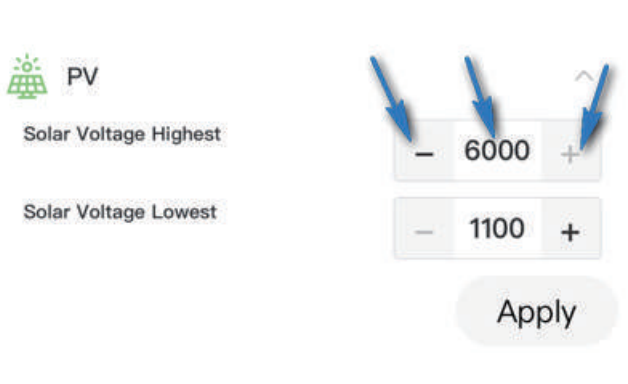 PV
Solar Voltage Highest
− 6000 +
Solar Voltage Lowest
− 1100 +
Apply